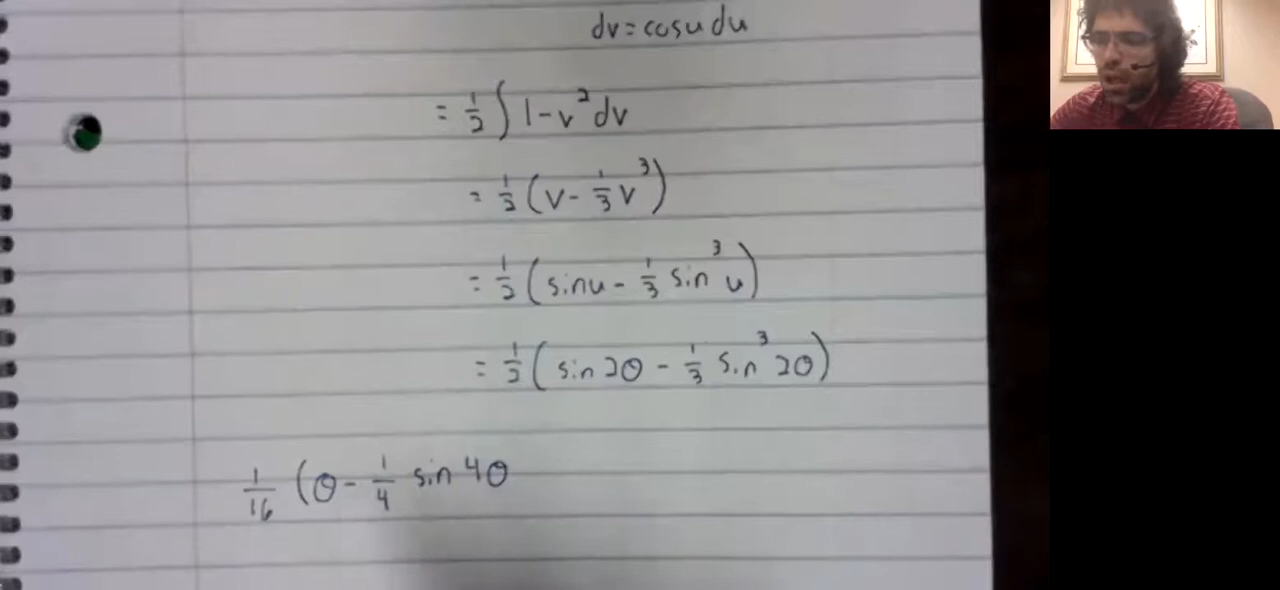 dv = cosu du
= 1/2 ∫ 1 - v² dv
= 1/2 (v - 1/3 v³)
= 1/2 (sinu - 1/3 sin³ u)
= 1/2 (sin 2θ - 1/3 sin³ 2θ)
1/16 (θ - 1/4 sin 4θ